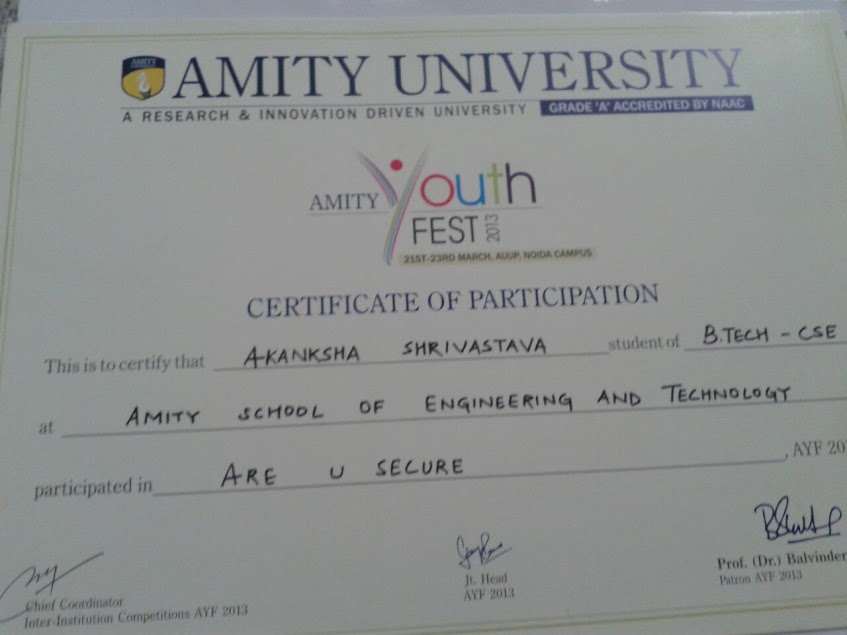 AMITY
AMITY UNIVERSITY
A RESEARCH & INNOVATION DRIVEN UNIVERSITY GRADE 'A' ACCREDITED BY NAAC
AMITY Youth
FEST 2013
21ST-23RD MARCH, AUUP, NOIDA CAMPUS
CERTIFICATE OF PARTICIPATION
This is to certify that AKANKSHA SHRIVASTAVA student of B.TECH - CSE
at AMITY SCHOOL OF ENGINEERING AND TECHNOLOGY
participated in ARE U SECURE , AYF 20
Chief Coordinator
Inter-Institution Competitions AYF 2013
Jt. Head
AYF 2013
Prof. (Dr.) Balvinder
Patron AYF 2013